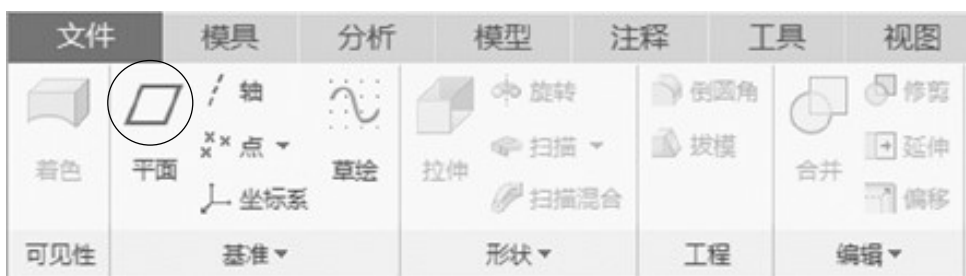 文件 模具 分析 模型 注释 工具 视图
着色
平面
轴
点
坐标系
草绘
拉伸
旋转
扫描
扫描混合
倒圆角
拔模
合并
修剪
延伸
偏移
可见性 基准 形状 工程 编辑